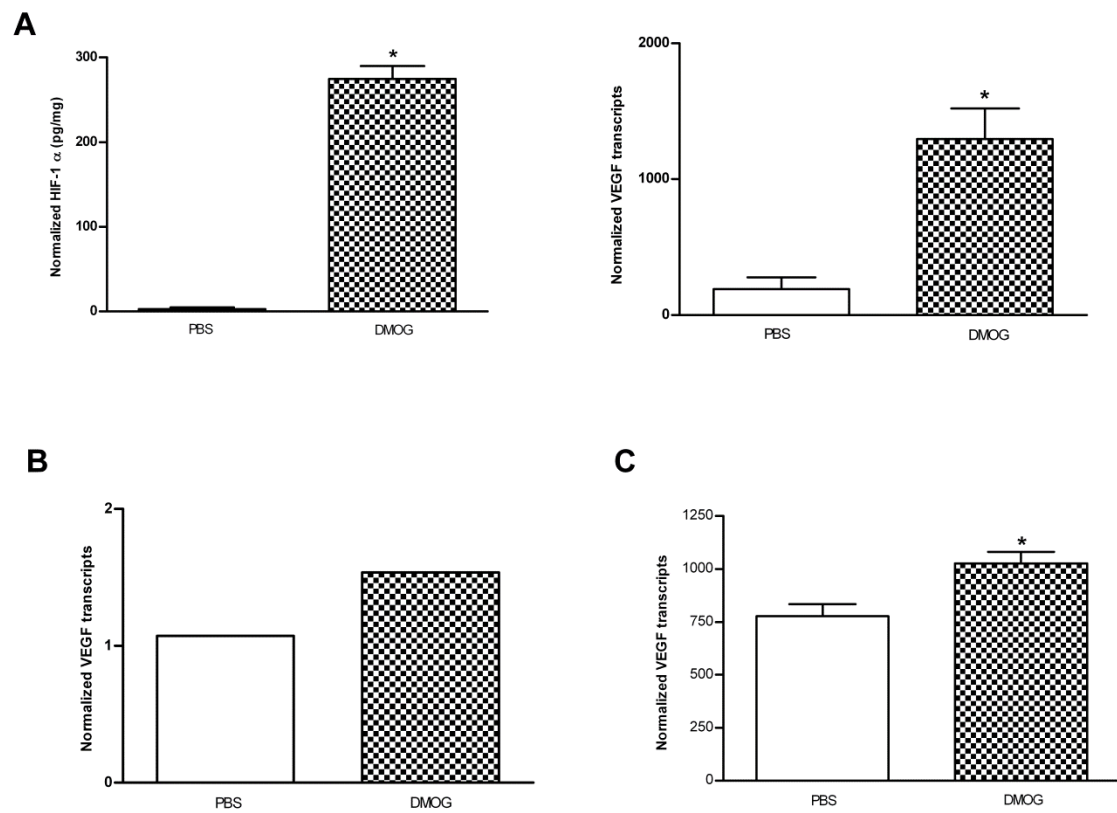 A
Normalized HIF-1 α (pg/mg)
300
200
100
0
*
PBS
DMOG
Normalized VEGF transcripts
2000
1000
0
*
PBS
DMOG
B
Normalized VEGF transcripts
2
1
0
PBS
DMOG
C
Normalized VEGF transcripts
1250
1000
750
500
250
0
*
PBS
DMOG